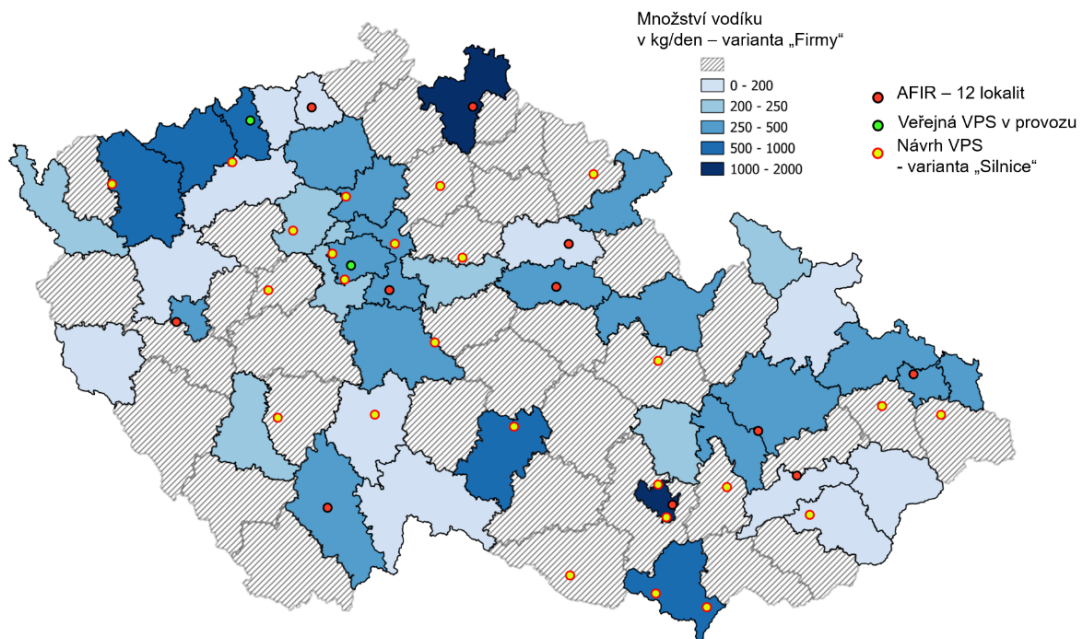 Množství vodíku
v kg/den – varianta „Firmy“
0 - 200
200 - 250
250 - 500
500 - 1000
1000 - 2000
AFIR – 12 lokalit
Veřejná VPS v provozu
Návrh VPS
- varianta „Silnice“